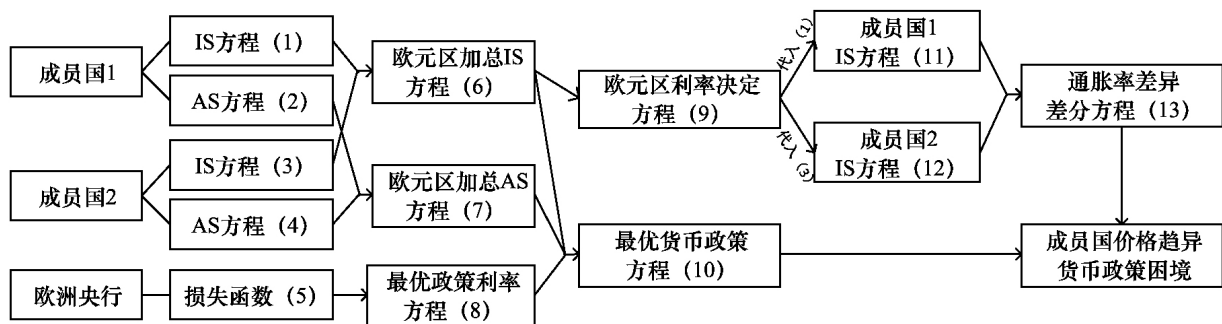 成员国1
IS方程（1）
AS方程（2）
成员国2
IS方程（3）
AS方程（4）
欧洲央行
损失函数（5）
欧元区加总IS
方程（6）
欧元区加总AS
方程（7）
最优政策利率
方程（8）
欧元区利率决定
方程（9）
最优货币政策
方程（10）
代入（1）
代入（3）
成员国1
IS方程（11）
成员国2
IS方程（12）
通胀率差异
差分方程（13）
成员国价格趋异
货币政策困境